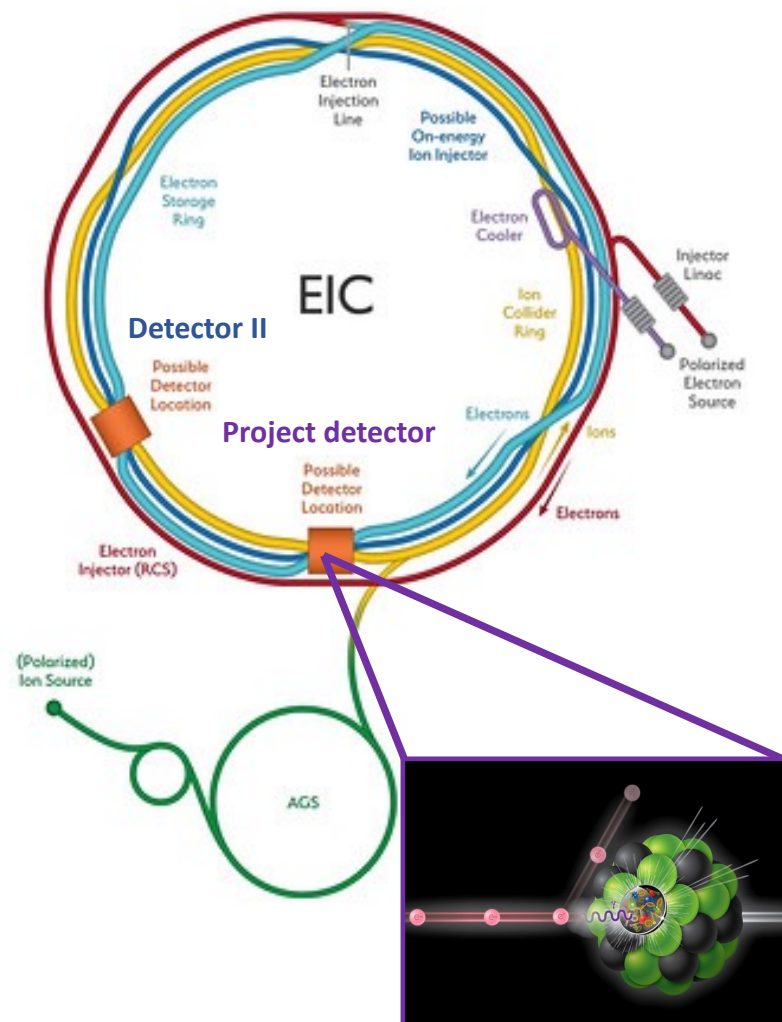 Electron
Injection
Line
Possible
On-energy
Ion Injector
Electron
Storage
Ring
Electron
Cooler
Injector
Linac
EIC
Ion
Collider
Ring
Detector II
Possible
Detector
Location
Polarized
Electron
Source
Project detector
Electrons
Ions
Possible
Detector
Location
Electrons
Electron
Injector (RCS)
(Polarized)
Ion Source
AGS